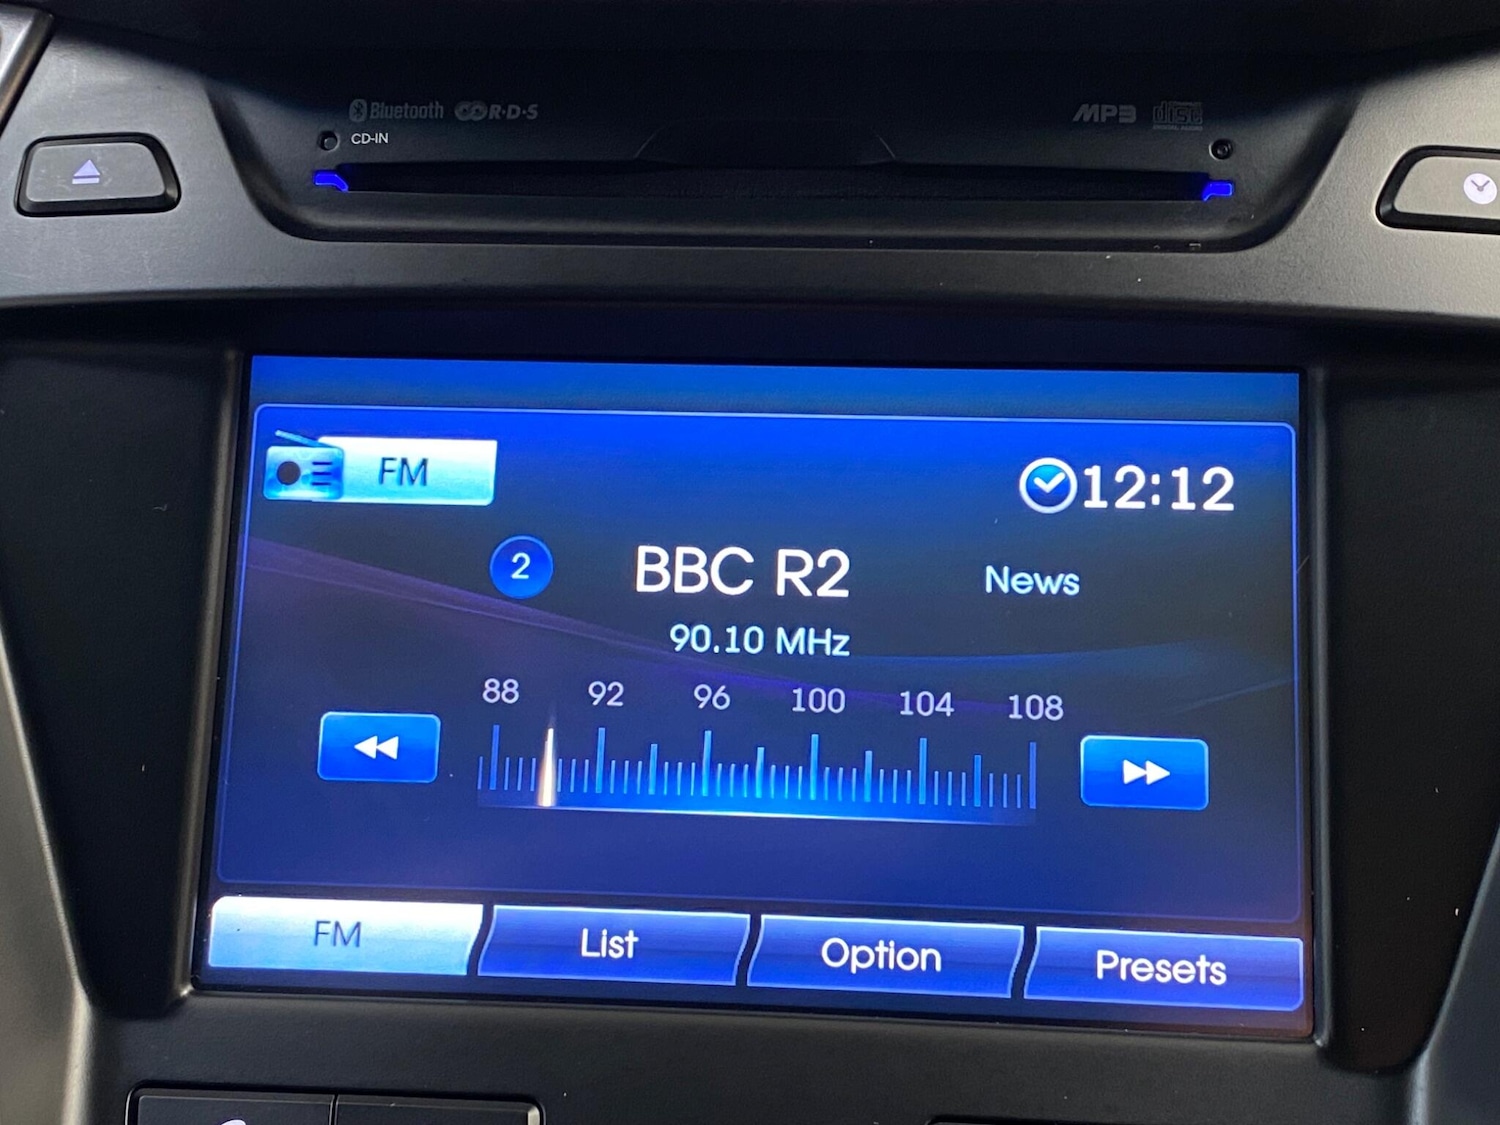 Bluetooth R·D·S
MP3 disc
CD-IN
FM
12:12
2 BBC R2 News
90.10 MHz
88 92 96 100 104 108
FM List Option Presets